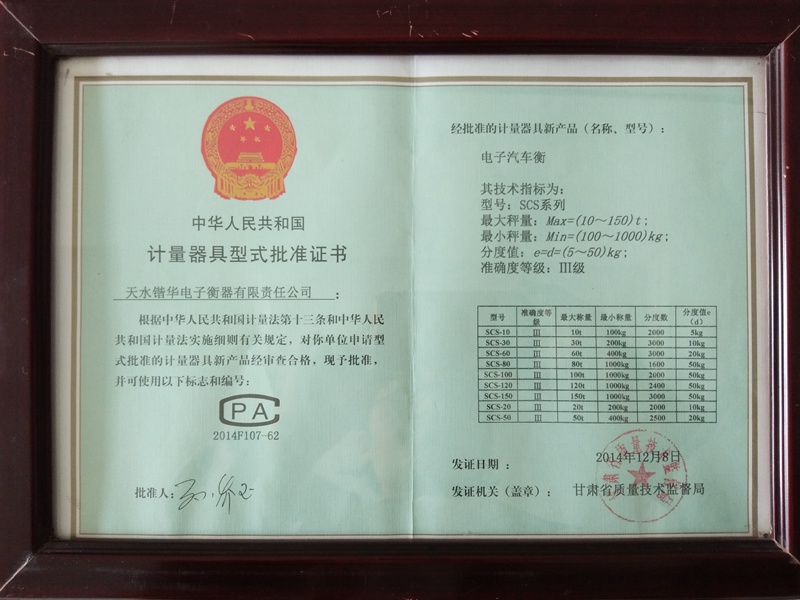 中华人民共和国
计量器具型式批准证书
天水锴华电子衡器有限责任公司 :
根据中华人民共和国计量法第十三条和中华人民
共和国计量法实施细则有关规定，对你单位申请型
式批准的计量器具新产品经审查合格，现予批准，
并可使用以下标志和编号:
CPA
2014F107-62
批准人:
经批准的计量器具新产品（名称、型号）:
电子汽车衡
其技术指标为:
型号: SCS系列
最大秤量: Max=(10～150)t;
最小秤量: Min=(100～1000)kg;
分度值: e=d=(5～50)kg;
准确度等级: III级
型号 准确度等级 最大称量 最小称量 分度数 分度值e（d）
SCS-10 III 10t 100kg 2000 5kg
SCS-30 III 30t 200kg 3000 10kg
SCS-60 III 60t 400kg 3000 20kg
SCS-80 III 80t 1000kg 1600 50kg
SCS-100 III 100t 1000kg 2000 50kg
SCS-120 III 120t 1000kg 2400 50kg
SCS-150 III 150t 1000kg 3000 50kg
SCS-20 III 20t 200kg 2000 10kg
SCS-50 III 50t 400kg 2500 20kg
发证日期 : 2014年12月8日
发证机关（盖章）: 甘肃省质量技术监督局